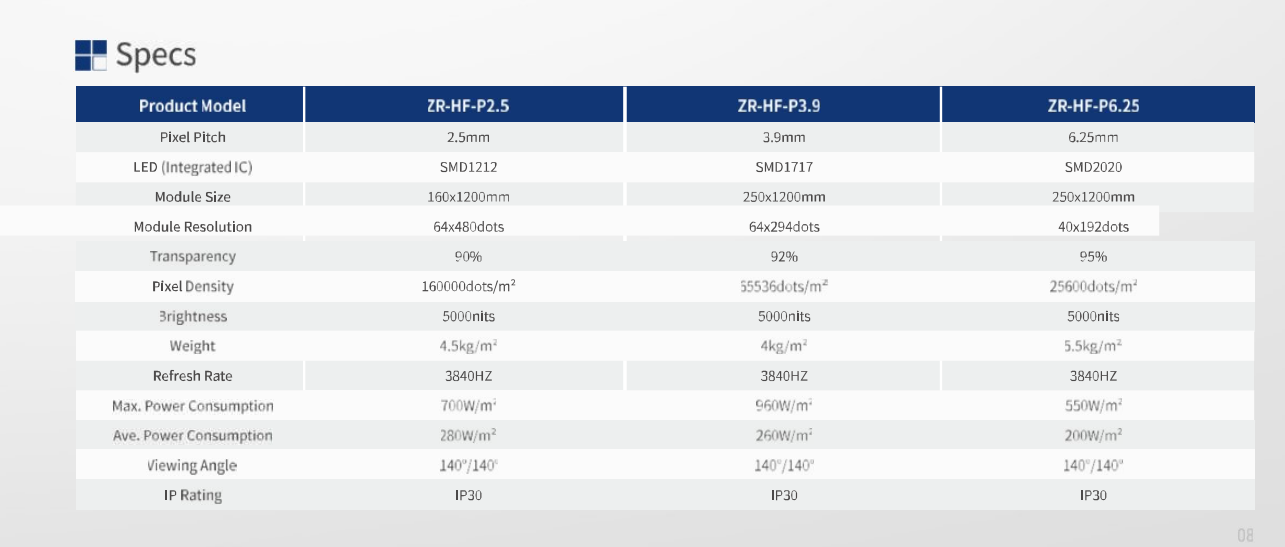 Specs
Product Model ZR-HF-P2.5 ZR-HF-P3.9 ZR-HF-P6.25
Pixel Pitch 2.5mm 3.9mm 6.25mm
LED (Integrated IC) SMD1212 SMD1717 SMD2020
Module Size 160x1200mm 250x1200mm 250x1200mm
Module Resolution 64x480dots 64x294dots 40x192dots
Transparency 90% 92% 95%
Pixel Density 160000dots/m² 65536dots/m² 25600dots/m²
Brightness 5000nits 5000nits 5000nits
Weight 4.5kg/m² 4kg/m² 5.5kg/m²
Refresh Rate 3840HZ 3840HZ 3840HZ
Max. Power Consumption 700W/m² 960W/m² 550W/m²
Ave. Power Consumption 280W/m² 260W/m² 200W/m²
Viewing Angle 140°/140° 140°/140° 140°/140°
IP Rating IP30 IP30 IP30
08